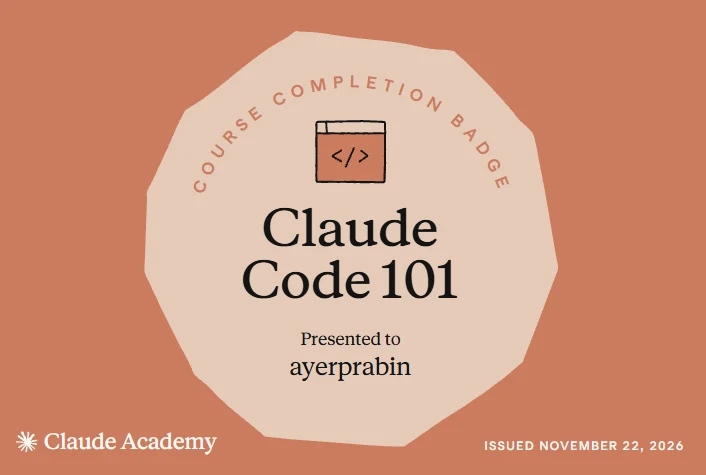 COURSE COMPLETION BADGE
</>
Claude
Code 101
Presented to
ayerprabin
Claude Academy
ISSUED NOVEMBER 22, 2026